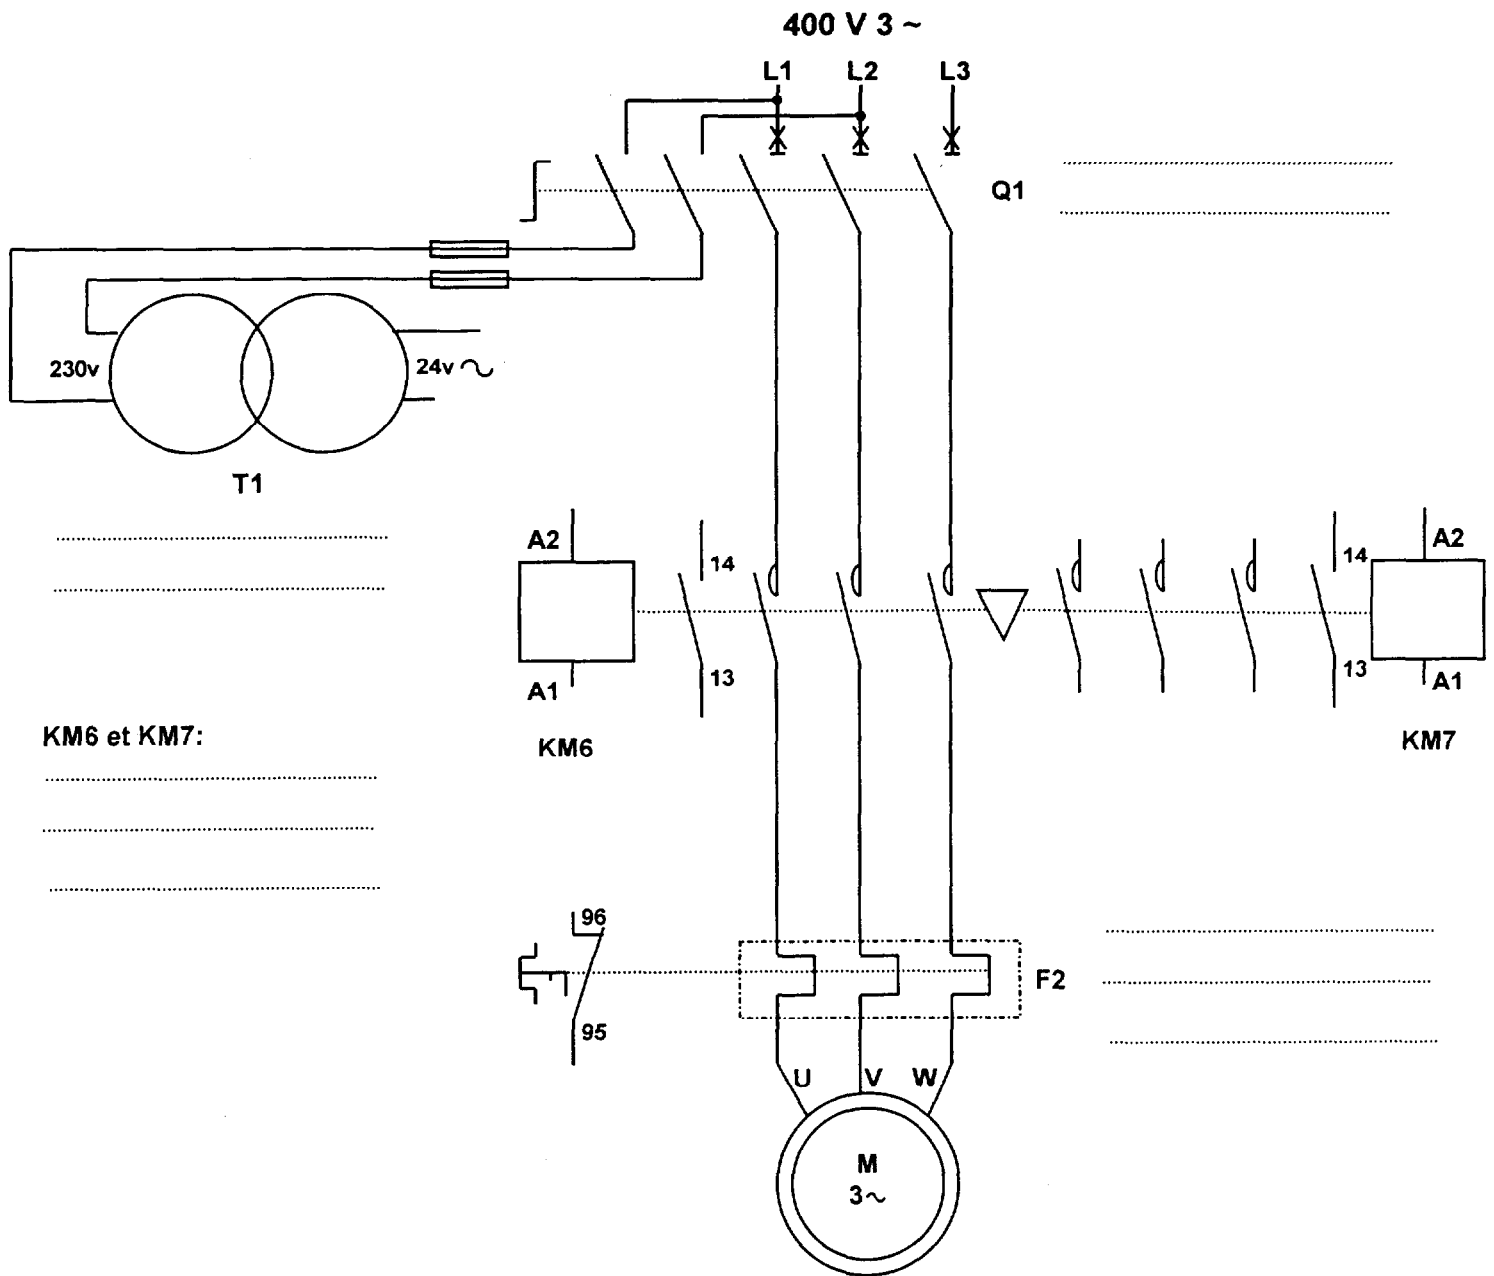 400 V 3 ~
L1 L2 L3
Q1
230v 24v ~
T1
A2 14 14 A2
A1 13 13 A1
KM6 et KM7:
KM6 KM7
96
F2
95
U V W
M
3~